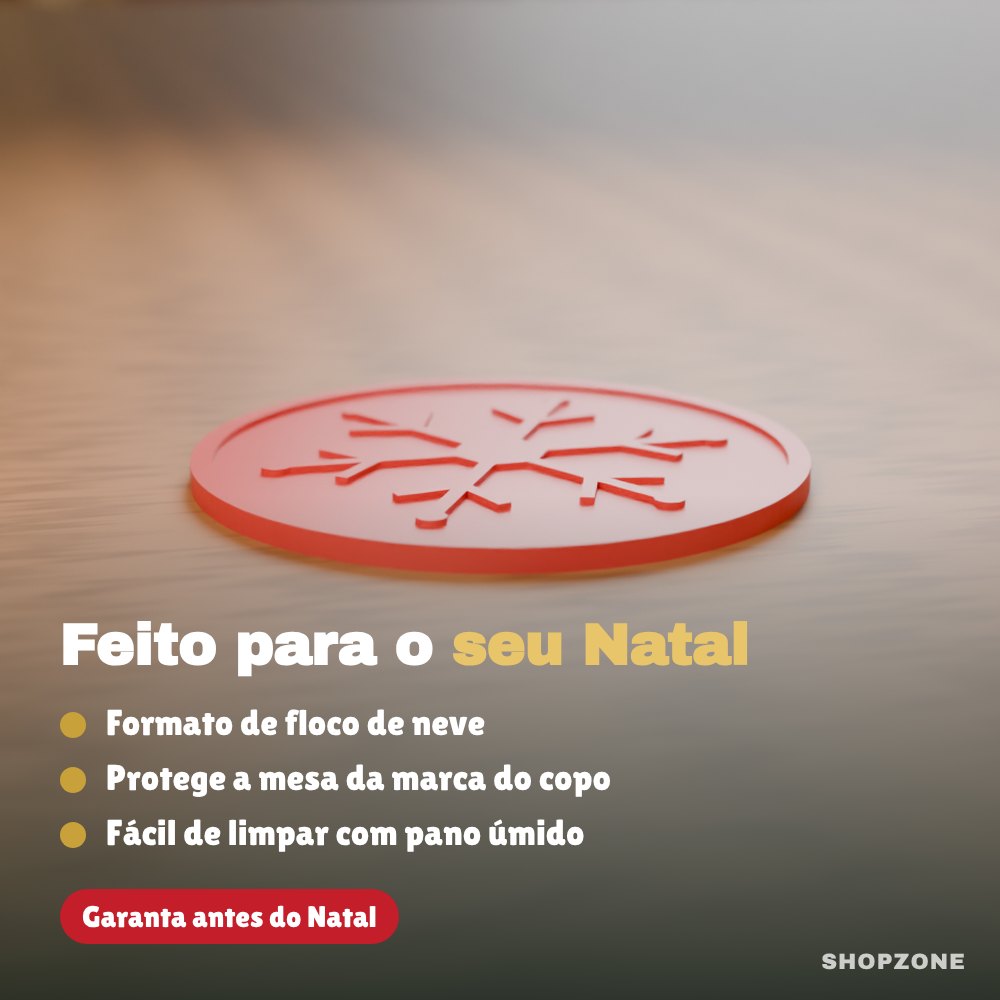 Feito para o seu Natal
Formato de floco de neve
Protege a mesa da marca do copo
Fácil de limpar com pano úmido
Garanta antes do Natal
SHOPZONE